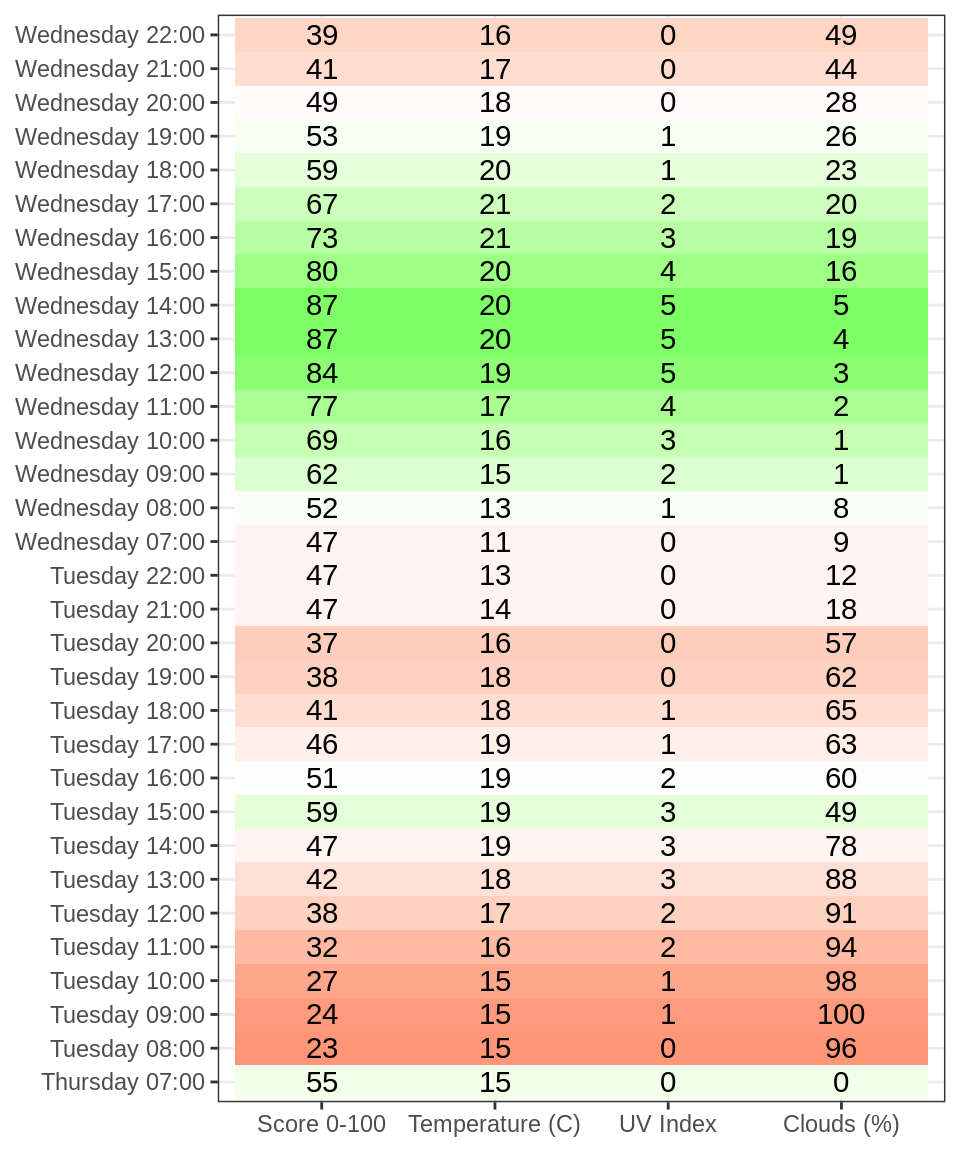 Wednesday 22:00 39 16 0 49
Wednesday 21:00 41 17 0 44
Wednesday 20:00 49 18 0 28
Wednesday 19:00 53 19 1 26
Wednesday 18:00 59 20 1 23
Wednesday 17:00 67 21 2 20
Wednesday 16:00 73 21 3 19
Wednesday 15:00 80 20 4 16
Wednesday 14:00 87 20 5 5
Wednesday 13:00 87 20 5 4
Wednesday 12:00 84 19 5 3
Wednesday 11:00 77 17 4 2
Wednesday 10:00 69 16 3 1
Wednesday 09:00 62 15 2 1
Wednesday 08:00 52 13 1 8
Wednesday 07:00 47 11 0 9
Tuesday 22:00 47 13 0 12
Tuesday 21:00 47 14 0 18
Tuesday 20:00 37 16 0 57
Tuesday 19:00 38 18 0 62
Tuesday 18:00 41 18 1 65
Tuesday 17:00 46 19 1 63
Tuesday 16:00 51 19 2 60
Tuesday 15:00 59 19 3 49
Tuesday 14:00 47 19 3 78
Tuesday 13:00 42 18 3 88
Tuesday 12:00 38 17 2 91
Tuesday 11:00 32 16 2 94
Tuesday 10:00 27 15 1 98
Tuesday 09:00 24 15 1 100
Tuesday 08:00 23 15 0 96
Thursday 07:00 55 15 0 0
Score 0-100 Temperature (C) UV Index Clouds (%)